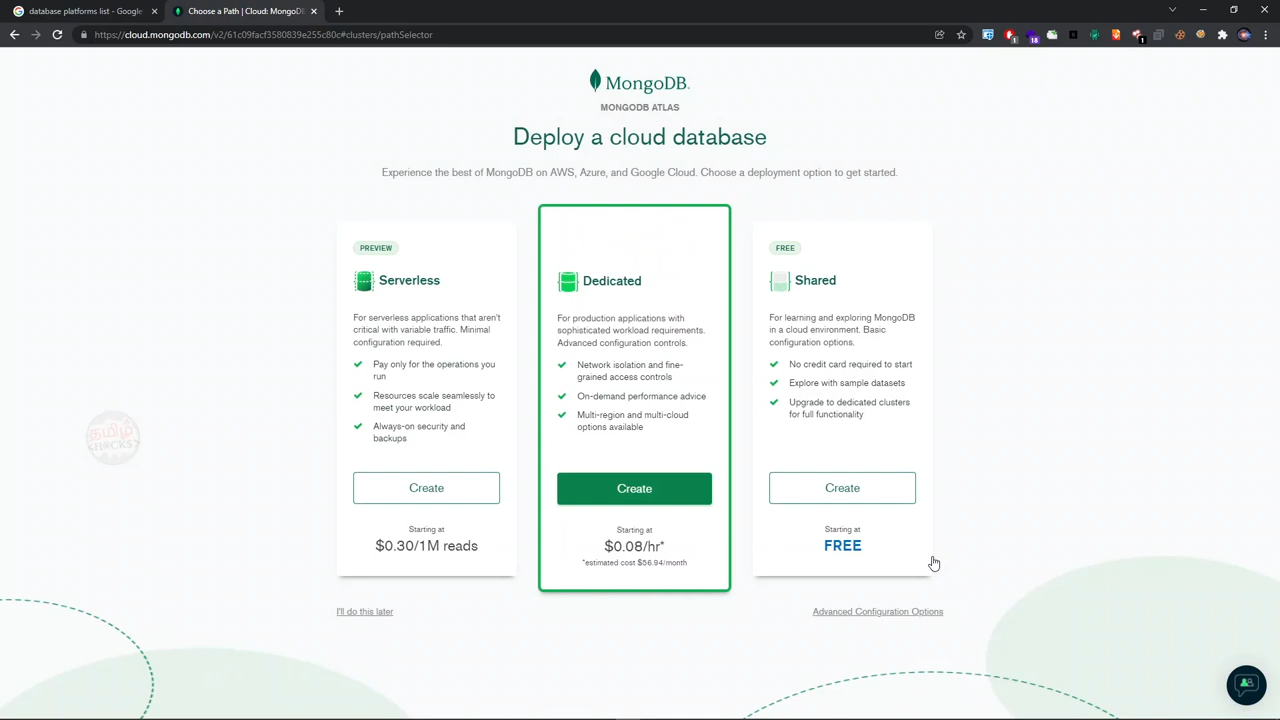 database platforms list - Google
Choose a Path | Cloud: MongoDB
https://cloud.mongodb.com/v2/61c09facf3580839e255c80c#clusters/pathSelector
MongoDB.
MONGODB ATLAS
Deploy a cloud database
Experience the best of MongoDB on AWS, Azure, and Google Cloud. Choose a deployment option to get started.
PREVIEW
Serverless
For serverless applications that aren't
critical with variable traffic. Minimal
configuration required.
Pay only for the operations you
run
Resources scale seamlessly to
meet your workload
Always-on security and
backups
Create
Starting at
$0.30/1M reads
Dedicated
For production applications with
sophisticated workload requirements.
Advanced configuration controls.
Network isolation and fine-
grained access controls
On-demand performance advice
Multi-region and multi-cloud
options available
Create
Starting at
$0.08/hr*
*estimated cost $56.94/month
FREE
Shared
For learning and exploring MongoDB
in a cloud environment. Basic
configuration options.
No credit card required to start
Explore with sample datasets
Upgrade to dedicated clusters
for full functionality
Create
Starting at
FREE
I'll do this later
Advanced Configuration Options
தமிழ்
HACKS
1
18
1